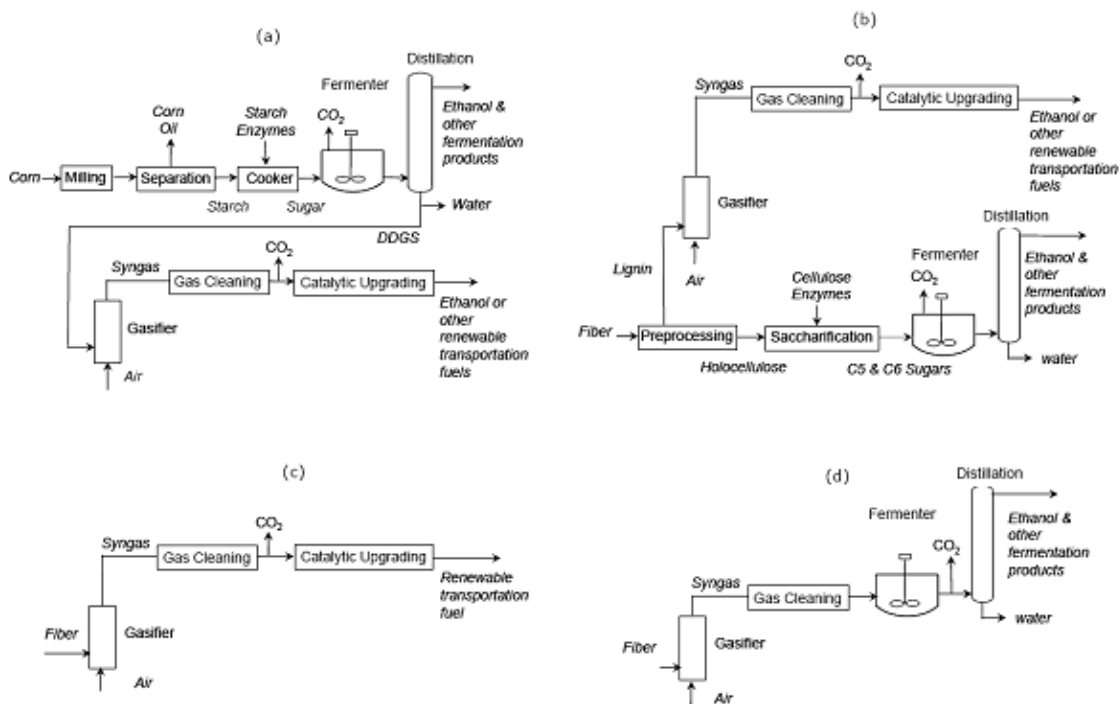 (a)
Distillation
Fermenter
Corn
Oil
Starch
Enzymes
CO2
Ethanol &
other
fermentation
products
Corn
Milling
Separation
Cooker
Starch
Sugar
Water
DDGS
CO2
Syngas
Gas Cleaning
Catalytic Upgrading
Gasifier
Ethanol or
other
renewable
transportation
fuels
Air
(b)
CO2
Syngas
Gas Cleaning
Catalytic Upgrading
Ethanol or
other
renewable
transportation
fuels
Gasifier
Distillation
Lignin
Air
Fermenter
Cellulose
Enzymes
CO2
Ethanol &
other
fermentation
products
Fiber
Preprocessing
Saccharification
Holocellulose
C5 & C6 Sugars
water
(c)
CO2
Syngas
Gas Cleaning
Catalytic Upgrading
Renewable
transportation
fuel
Fiber
Gasifier
Air
(d)
Distillation
Fermenter
CO2
Ethanol &
other
fermentation
products
Syngas
Gas Cleaning
water
Fiber
Gasifier
Air